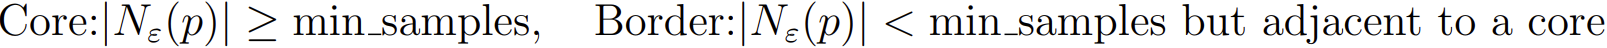 Core:|N_ε(p)| ≥ min_samples, Border:|N_ε(p)| < min_samples but adjacent to a core